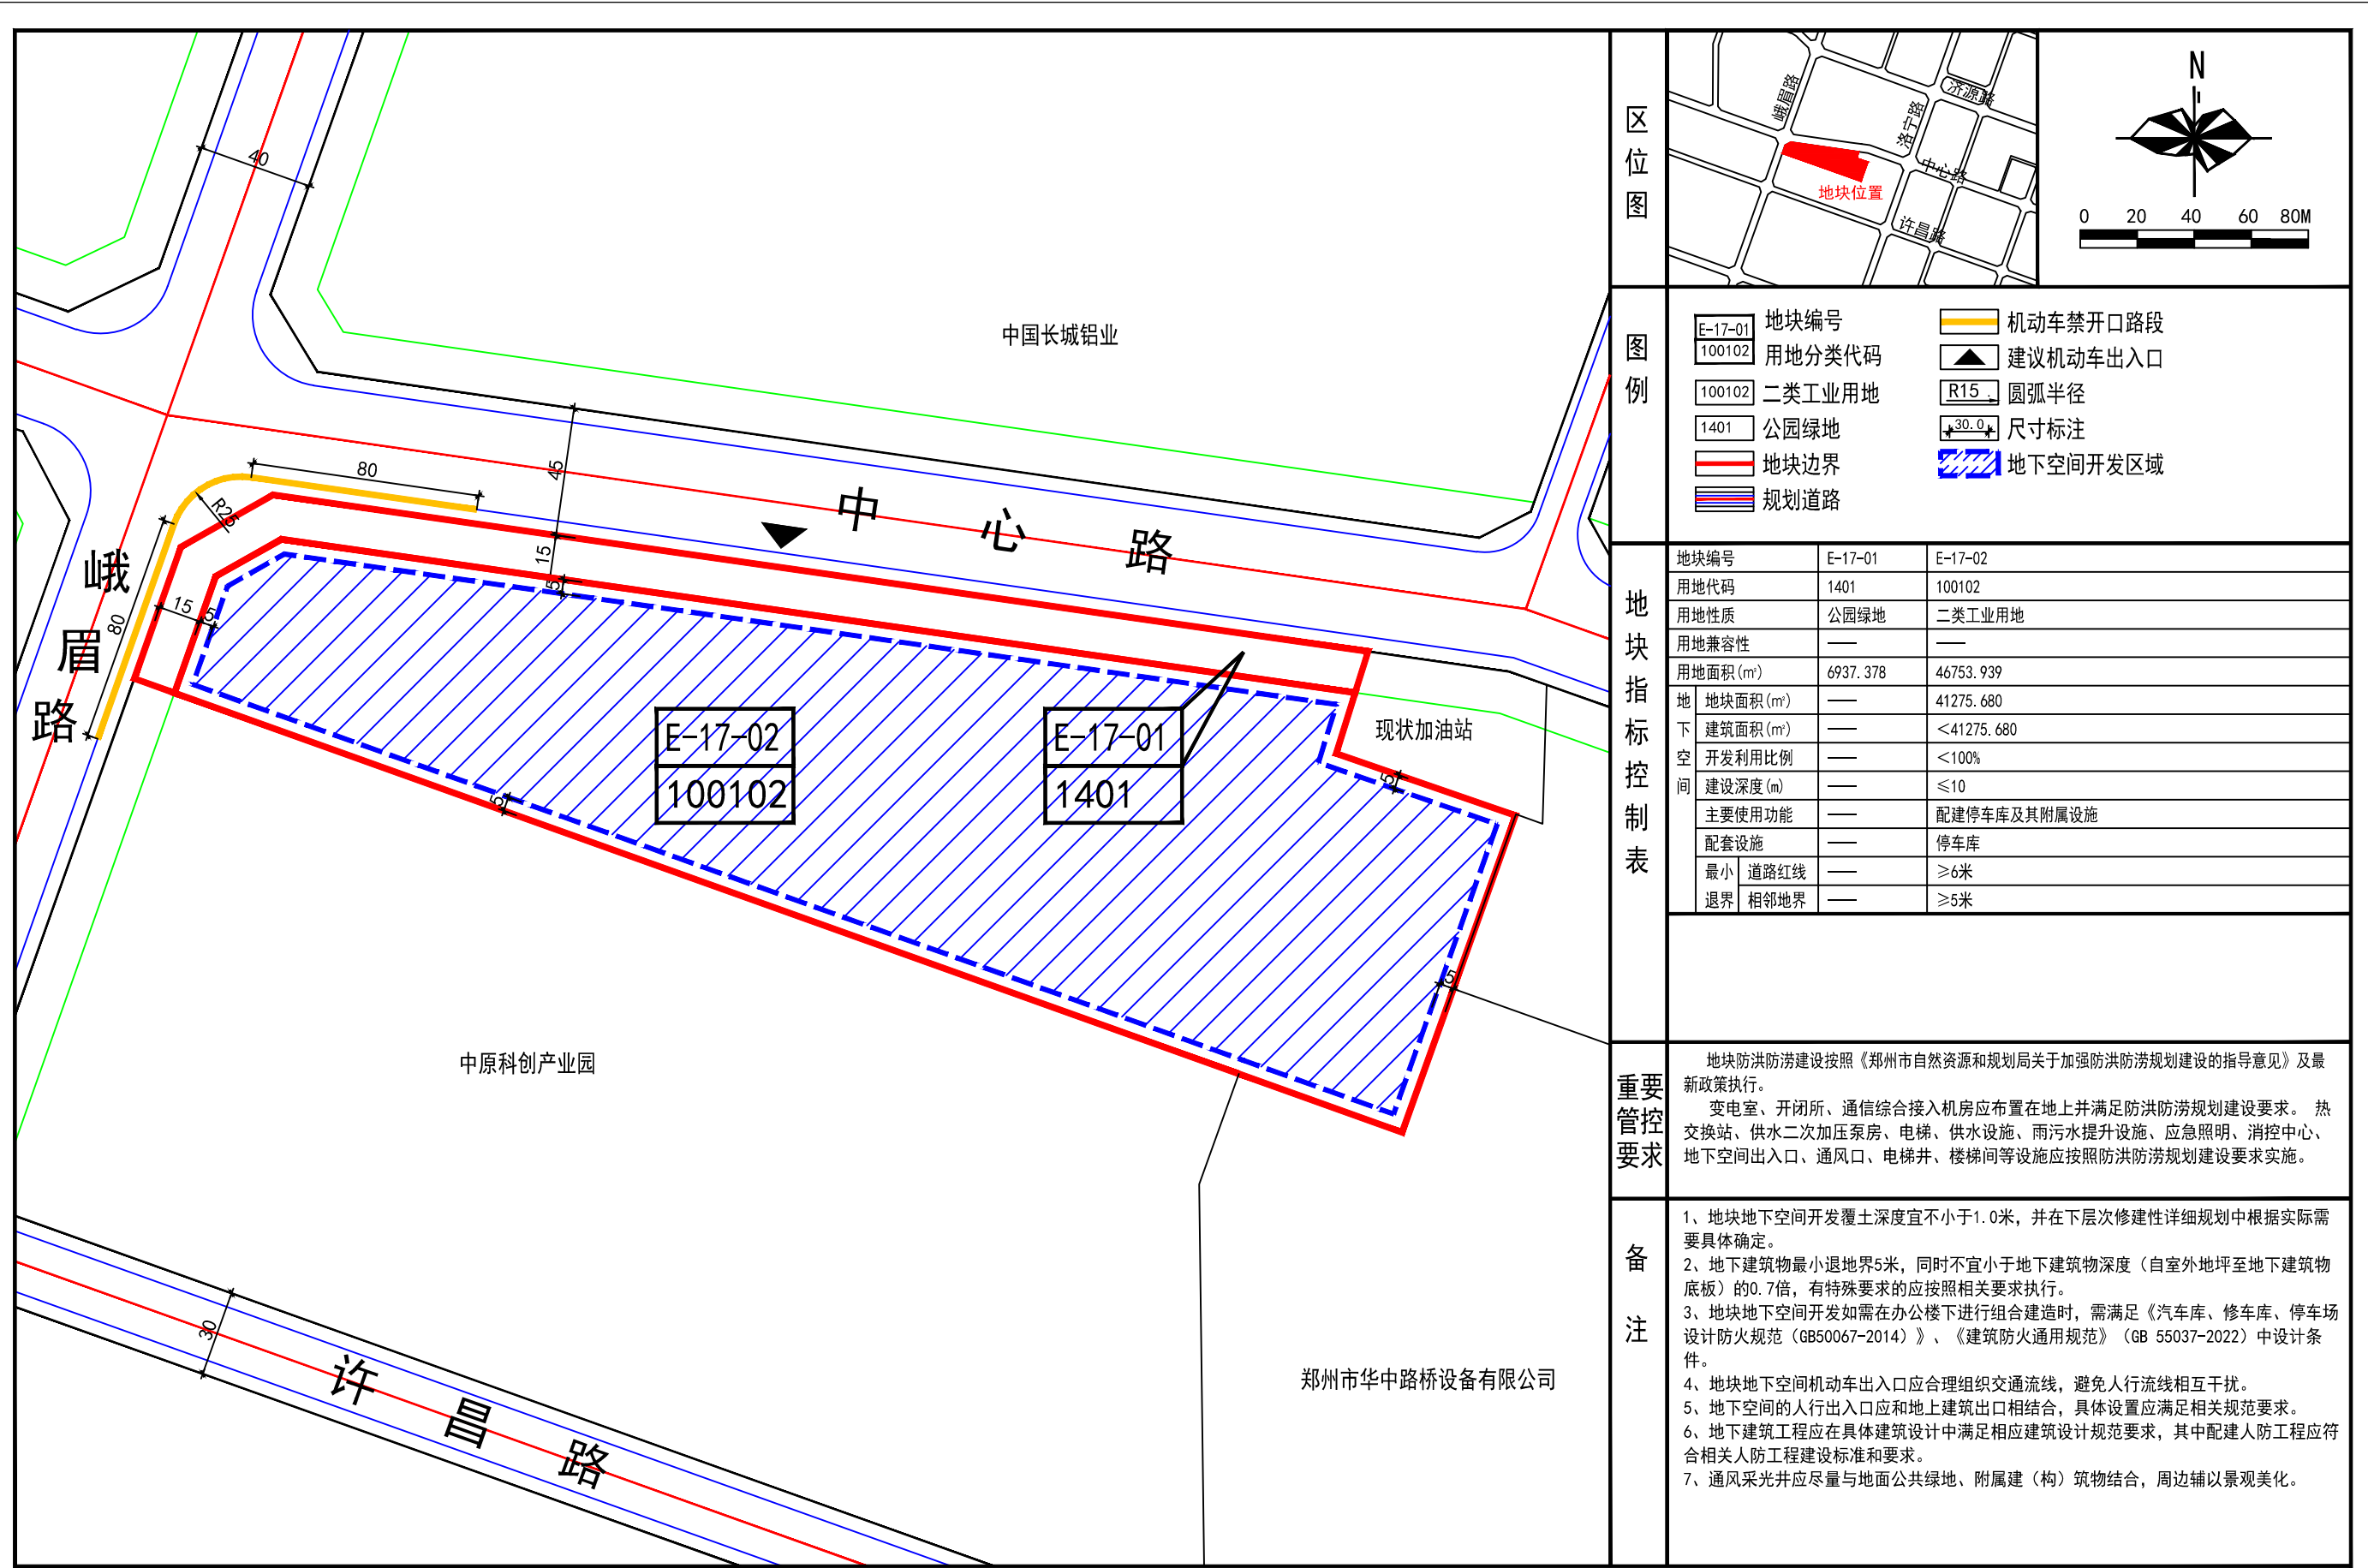 40
中国长城铝业
80
45
R25
中心路
15
5
峨眉路
15
5
80
E-17-02
100102
E-17-01
1401
现状加油站
5
5
5
中原科创产业园
30
许昌路
郑州市华中路桥设备有限公司
区位图
峨眉路
济源路
洛宁路
中心路
地块位置
许昌路
N
0 20 40 60 80M
图例
E-17-01 地块编号
100102 用地分类代码
100102 二类工业用地
1401 公园绿地
地块边界
规划道路
机动车禁开口路段
建议机动车出入口
R15 圆弧半径
30.0 尺寸标注
地下空间开发区域
地块指标控制表
地块编号 E-17-01 E-17-02
用地代码 1401 100102
用地性质 公园绿地 二类工业用地
用地兼容性 —— ——
用地面积(㎡) 6937.378 46753.939
地下空间
地块面积(㎡) —— 41275.680
建筑面积(㎡) —— <41275.680
开发利用比例 —— <100%
建设深度(m) —— ≤10
主要使用功能 —— 配建停车库及其附属设施
配套设施 —— 停车库
最小退界
道路红线 —— ≥6米
相邻地界 —— ≥5米
重要
管控
要求
地块防洪防涝建设按照《郑州市自然资源和规划局关于加强防洪防涝规划建设的指导意见》及最
新政策执行。
变电室、开闭所、通信综合接入机房应布置在地上并满足防洪防涝规划建设要求。 热
交换站、供水二次加压泵房、电梯、供水设施、雨污水提升设施、应急照明、消控中心、
地下空间出入口、通风口、电梯井、楼梯间等设施应按照防洪防涝规划建设要求实施。
备注
1、地块地下空间开发覆土深度宜不小于1.0米，并在下层次修建性详细规划中根据实际需
要具体确定。
2、地下建筑物最小退地界5米，同时不宜小于地下建筑物深度（自室外地坪至地下建筑物
底板）的0.7倍，有特殊要求的应按照相关要求执行。
3、地块地下空间开发如需在办公楼下进行组合建造时，需满足《汽车库、修车库、停车场
设计防火规范（GB50067-2014）》、《建筑防火通用规范》（GB 55037-2022）中设计条
件。
4、地块地下空间机动车出入口应合理组织交通流线，避免人行流线相互干扰。
5、地下空间的人行出入口应和地上建筑出口相结合，具体设置应满足相关规范要求。
6、地下建筑工程应在具体建筑设计中满足相应建筑设计规范要求，其中配建人防工程应符
合相关人防工程建设标准和要求。
7、通风采光井应尽量与地面公共绿地、附属建（构）筑物结合，周边辅以景观美化。